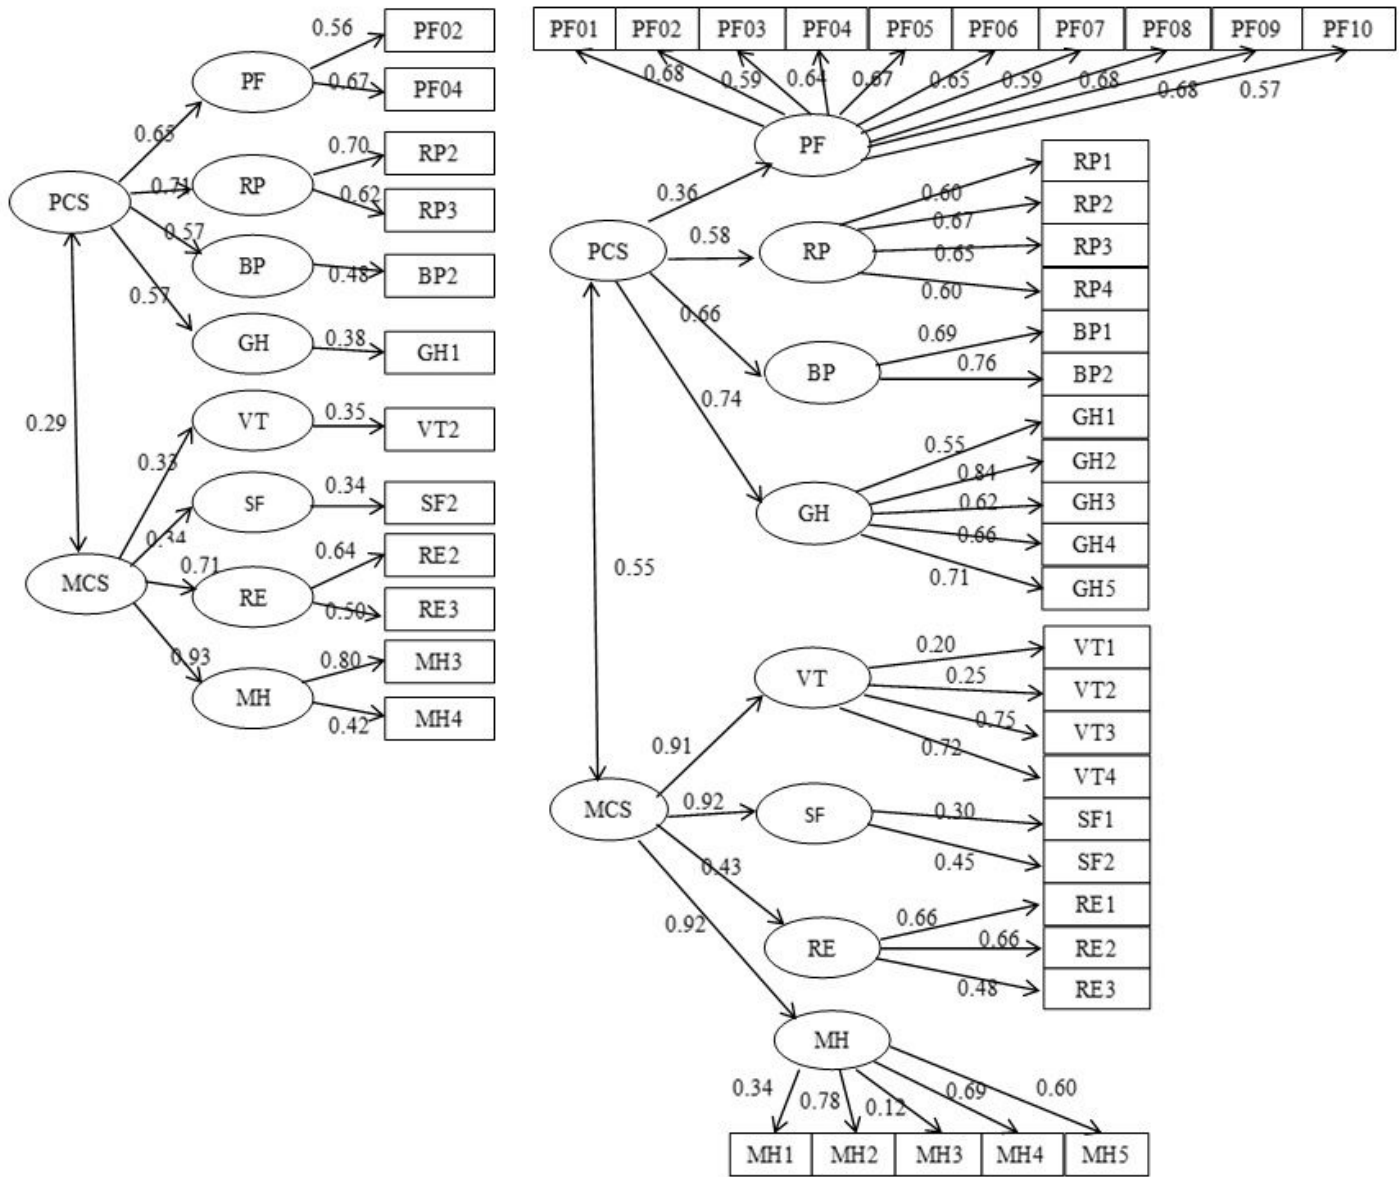 0.56
PF02
PF
0.67
PF04
0.65
0.70
RP2
PCS
0.71
RP
0.62
RP3
0.57
BP
0.48
BP2
0.57
GH
0.38
GH1
0.29
VT
0.35
VT2
0.33
SF
0.34
SF2
0.34
MCS
0.71
RE
0.64
RE2
0.50
RE3
0.93
MH
0.80
MH3
0.42
MH4
PF01 PF02 PF03 PF04 PF05 PF06 PF07 PF08 PF09 PF10
0.68 0.59 0.64 0.67 0.65 0.59 0.68 0.68 0.57
PF
0.36
PCS
0.58
RP
0.60
RP1
0.67
RP2
0.65
RP3
0.60
RP4
0.66
BP
0.69
BP1
0.76
BP2
0.74
GH
0.55
GH1
0.84
GH2
0.62
GH3
0.66
GH4
0.71
GH5
0.55
VT
0.20
VT1
0.25
VT2
0.75
VT3
0.72
VT4
0.91
MCS
0.92
SF
0.30
SF1
0.45
SF2
0.43
RE
0.66
RE1
0.66
RE2
0.48
RE3
0.92
MH
0.34 0.78 0.12 0.69 0.60
MH1 MH2 MH3 MH4 MH5